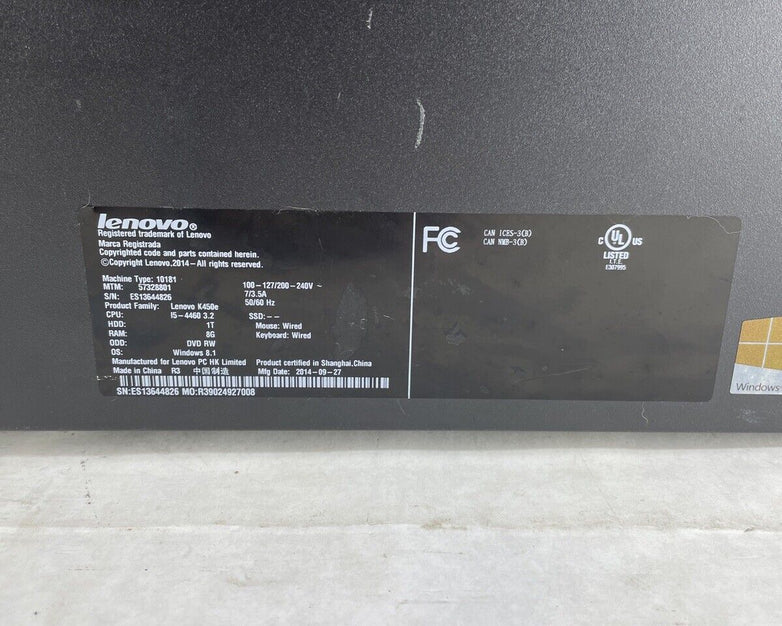 lenovo®
Registered trademark of Lenovo
Marca Registrada
Copyrighted code and parts contained herein.
©Copyright Lenovo.2014-All rights reserved.
Machine Type: 10181
MTM: 57328801 100-127/200-240V ~
S/N: ES13644826 7/3.5A
Product Family: Lenovo K450e 50/60 Hz
CPU: I5-4460 3.2 SSD:--
HDD: 1T Mouse: Wired
RAM: 8G Keyboard: Wired
ODD: DVD RW
OS: Windows 8.1
Manufactured for Lenovo PC HK Limited Product certified in Shanghai,China
Made in China R3 中国制造 Mfg Date: 2014-09-27
SN:ES13644826 MO:R39024927008
FC
CAN ICES-3(B)
CAN NMB-3(B)
C UL US
LISTED
I.T.E.
E307995
Windows